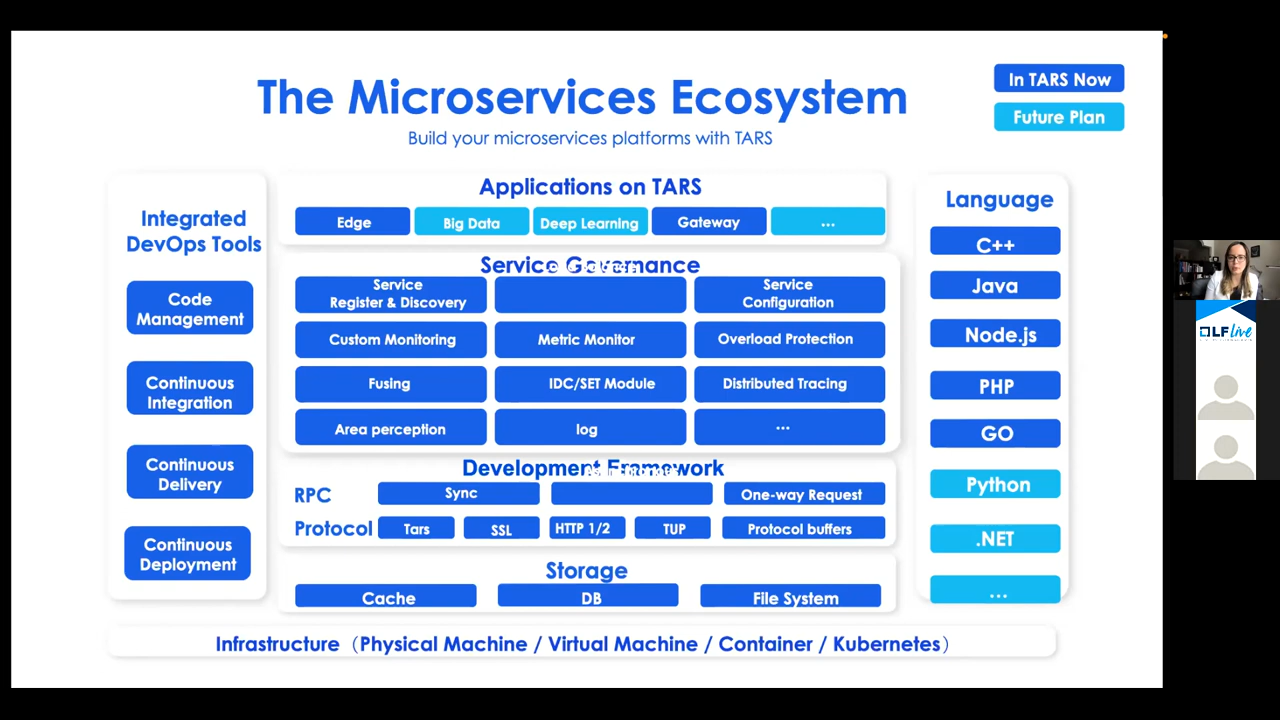 The Microservices Ecosystem
Build your microservices platforms with TARS
In TARS Now
Future Plan
Integrated
DevOps Tools
Code
Management
Continuous
Integration
Continuous
Delivery
Continuous
Deployment
Applications on TARS
Edge
Big Data
Deep Learning
Gateway
...
Service Governance
Service
Register & Discovery
Service
Configuration
Custom Monitoring
Metric Monitor
Overload Protection
Fusing
IDC/SET Module
Distributed Tracing
Area perception
log
...
Development Framework
RPC
Sync
One-way Request
Protocol
Tars
SSL
HTTP 1/2
TUP
Protocol buffers
Storage
Cache
DB
File System
Language
C++
Java
Node.js
PHP
GO
Python
.NET
...
Infrastructure（Physical Machine / Virtual Machine / Container / Kubernetes）
LF Live